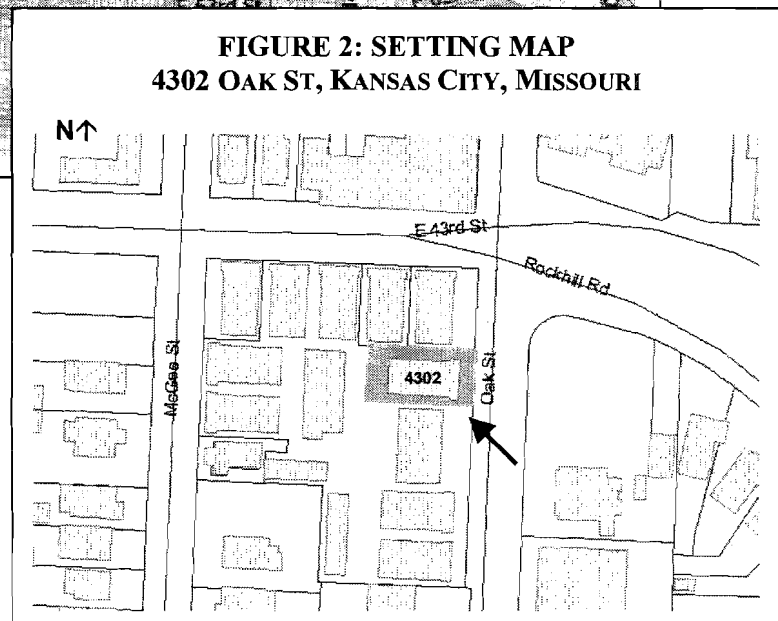 FIGURE 2: SETTING MAP
4302 OAK ST, KANSAS CITY, MISSOURI
N↑
E 43rd St
Rockhill Rd
McGee St
4302
Oak St